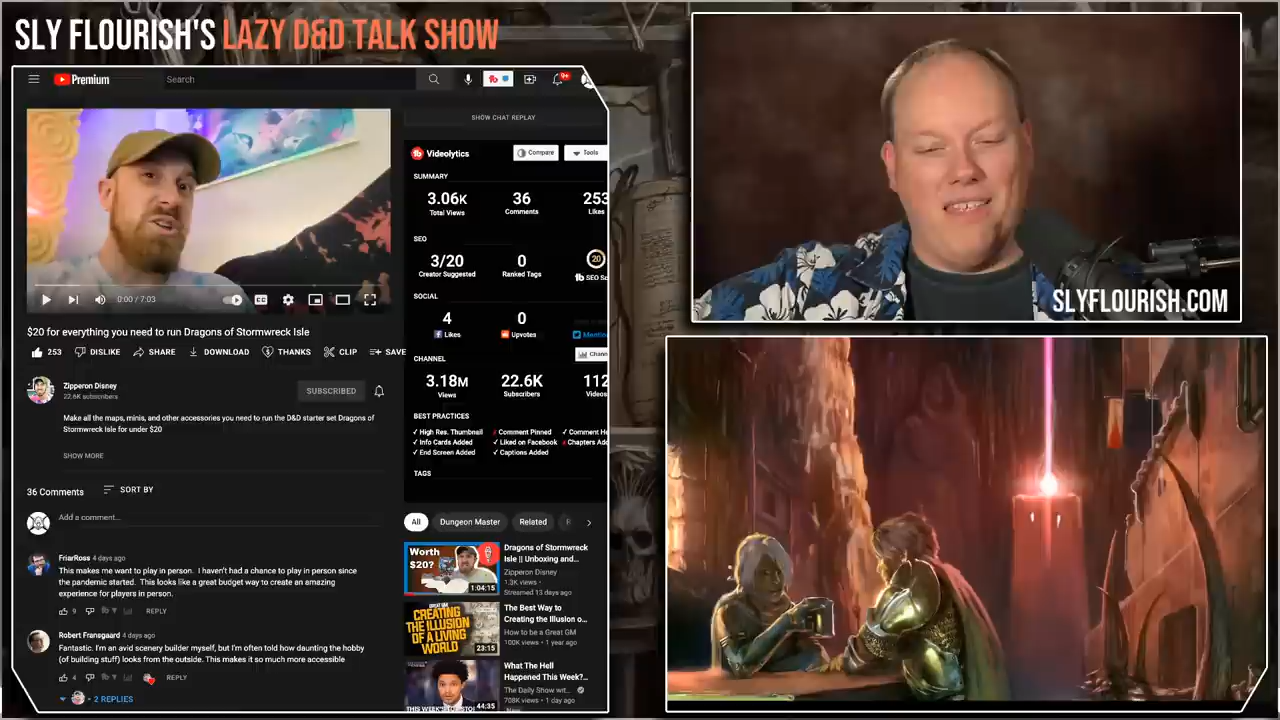 SLY FLOURISH'S LAZY D&D TALK SHOW
Premium
Search
9+
0:00 / 7:03
CC
$20 for everything you need to run Dragons of Stormwreck Isle
253 DISLIKE SHARE DOWNLOAD THANKS CLIP SAVE
Zipperon Disney
22.6K subscribers
SUBSCRIBED
Make all the maps, minis, and other accessories you need to run the D&D starter set Dragons of
Stormwreck Isle for under $20
SHOW MORE
36 Comments SORT BY
Add a comment...
FriarRoss 4 days ago
This makes me want to play in person. I haven't had a chance to play in person since
the pandemic started. This looks like a great budget way to create an amazing
experience for players in person.
9 REPLY
Robert Fransgaard 4 days ago
Fantastic. I'm an avid scenery builder myself, but I'm often told how daunting the hobby
(of building stuff) looks from the outside. This makes it so much more accessible
4 REPLY
2 REPLIES
SHOW CHAT REPLAY
Videolytics
Compare
Tools
SUMMARY
3.06K 36 253
Total Views Comments Likes
SEO
3/20 0 20
Creator Suggested Ranked Tags SEO
SOCIAL
4 0
Likes Upvotes
CHANNEL
3.18M 22.6K 112
Views Subscribers Videos
BEST PRACTICES
✓ High Res. Thumbnail Comment Pinned ✓ Comment
✓ Info Cards Added ✓ Liked on Facebook Chapters
✓ End Screen Added ✓ Captions Added
TAGS
All Dungeon Master Related
Worth
$20?
1:04:15
Dragons of Stormwreck
Isle || Unboxing and...
Zipperon Disney
1.3K views •
Streamed 13 days ago
CREATING
THE ILLUSION
OF A LIVING
WORLD
23:15
The Best Way to
Creating the Illusion o...
How to be a Great GM
100K views • 1 year ago
44:35
What The Hell
Happened This Week?...
The Daily Show wit...
708K views • 1 day ago
SLYFLOURISH.COM